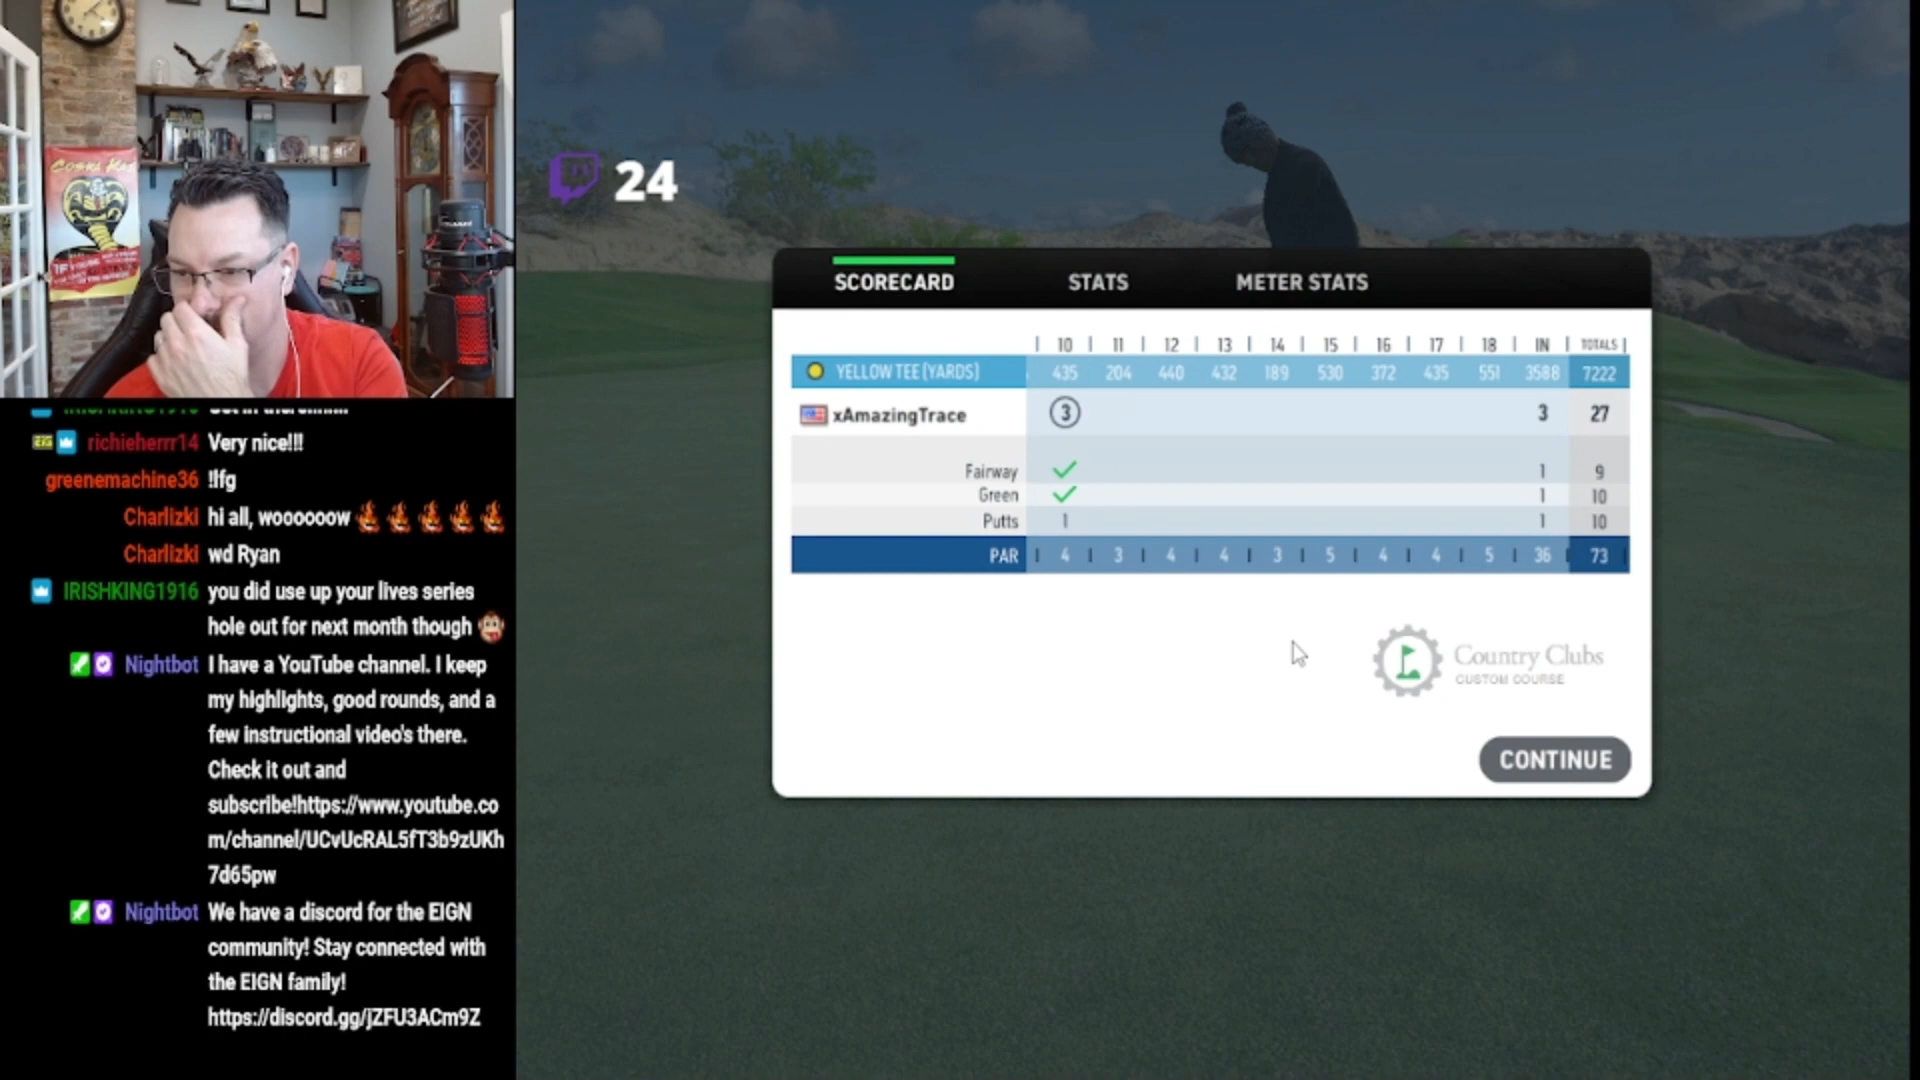 24
SCORECARD STATS METER STATS
10 11 12 13 14 15 16 17 18 IN TOTALS
YELLOW TEE (YARDS) 435 204 440 432 189 530 372 435 551 3588 7222
xAmazingTrace 3 3 27
Fairway 1 9
Green 1 10
Putts 1 1 10
PAR 4 3 4 4 3 5 4 4 5 36 73
Country Clubs
CUSTOM COURSE
CONTINUE
richieherrr14 Very nice!!!
greenemachine36 !lfg
Charlizki hi all, woooooow
Charlizki wd Ryan
IRISHKING1916 you did use up your lives series
hole out for next month though
Nightbot I have a YouTube channel. I keep
my highlights, good rounds, and a
few instructional video's there.
Check it out and
subscribe!https://www.youtube.co
m/channel/UCvUcRAL5fT3b9zUKh
7d65pw
Nightbot We have a discord for the EIGN
community! Stay connected with
the EIGN family!
https://discord.gg/jZFU3ACm9Z